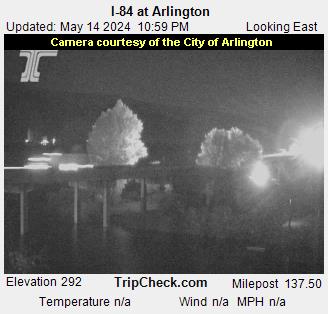 I-84 at Arlington
Updated: May 14 2024 10:59 PM Looking East
Camera courtesy of the City of Arlington
Elevation 292 TripCheck.com Milepost 137.50
Temperature n/a Wind n/a MPH n/a